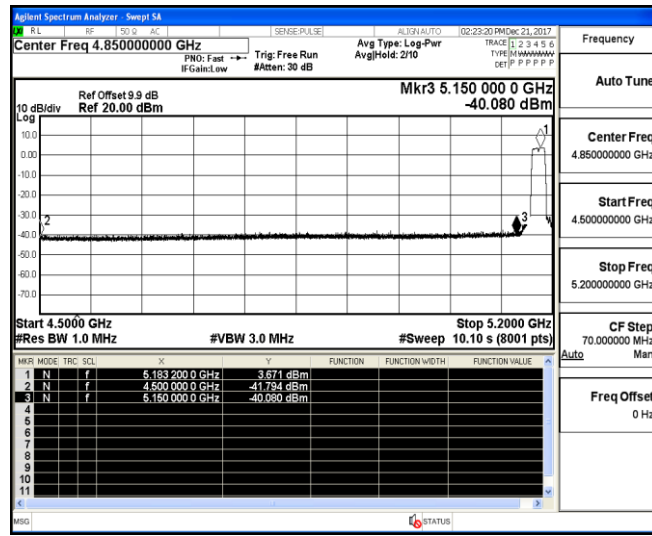 Agilent Spectrum Analyzer - Swept SA
RL RF 50 Ω AC SENSE:PULSE ALIGN AUTO 02:23:20 PM Dec 21, 2017
Center Freq 4.850000000 GHz
PNO: Fast
IFGain:Low
Trig: Free Run
#Atten: 30 dB
Avg Type: Log-Pwr
Avg|Hold: 2/10
TRACE 1 2 3 4 5 6
TYPE M
DET P P P P P
Ref Offset 9.9 dB
10 dB/div Ref 20.00 dBm
Log
Mkr3 5.150 000 0 GHz
-40.080 dBm
10.0
0.00
-10.0
-20.0
-30.0
-40.0
-50.0
-60.0
-70.0
1
2
3
Start 4.5000 GHz Stop 5.2000 GHz
#Res BW 1.0 MHz #VBW 3.0 MHz #Sweep 10.10 s (8001 pts)
MKR MODE TRC SCL X Y FUNCTION FUNCTION WIDTH FUNCTION VALUE
1 N f 5.183 200 0 GHz 3.671 dBm
2 N f 4.500 000 0 GHz -41.794 dBm
3 N f 5.150 000 0 GHz -40.080 dBm
4
5
6
7
8
9
10
11
MSG STATUS
Frequency
Auto Tune
Center Freq
4.850000000 GHz
Start Freq
4.500000000 GHz
Stop Freq
5.200000000 GHz
CF Step
70.000000 MHz
Auto Man
Freq Offset
0 Hz